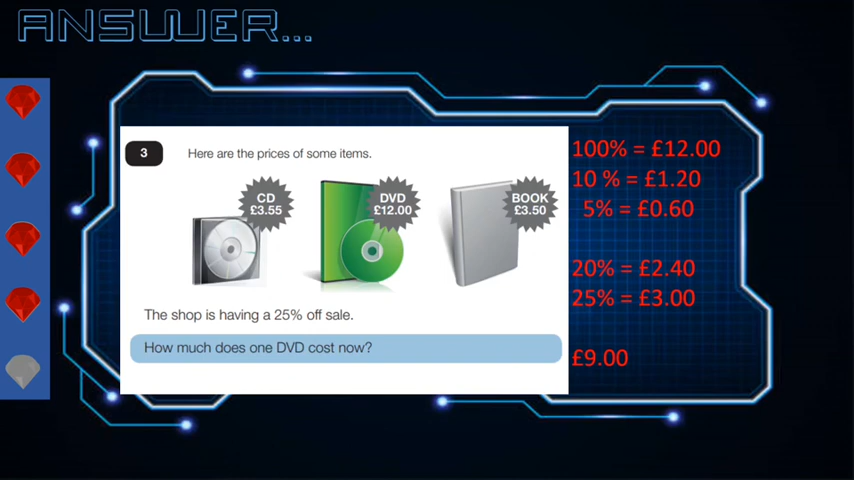 ANSWER...
3
Here are the prices of some items.
CD
£3.55
DVD
£12.00
BOOK
£3.50
The shop is having a 25% off sale.
How much does one DVD cost now?
100% = £12.00
10 % = £1.20
5% = £0.60
20% = £2.40
25% = £3.00
£9.00